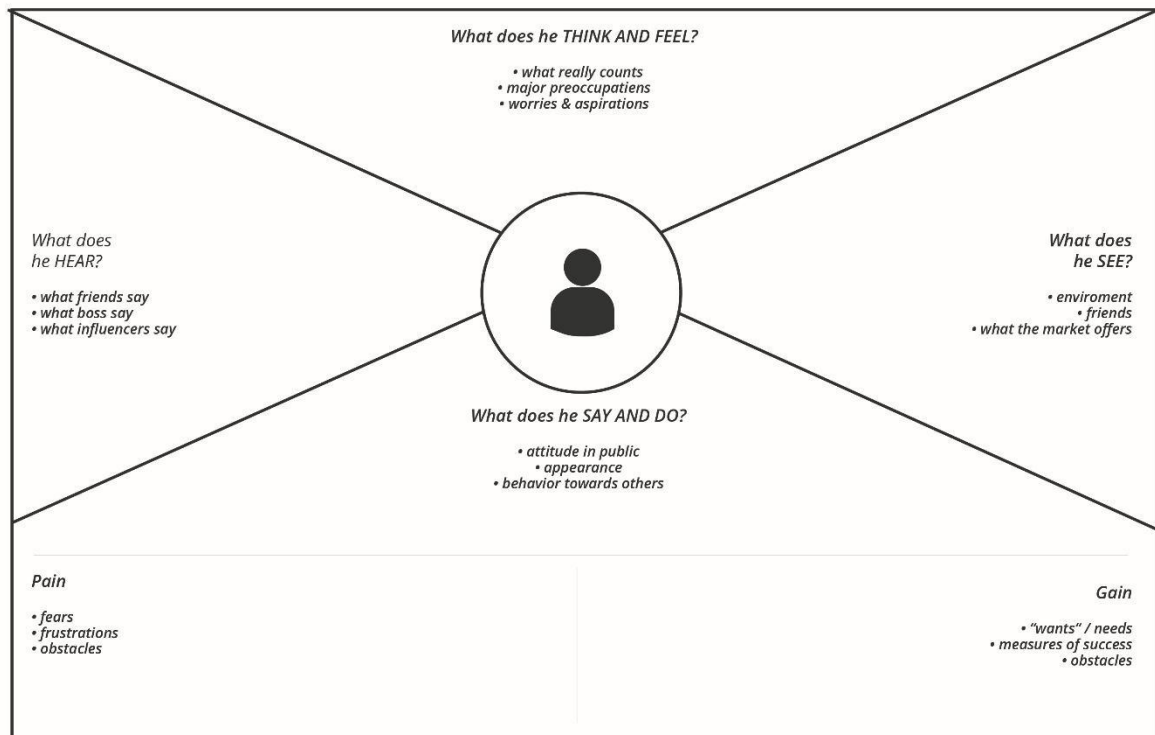 What does he THINK AND FEEL?
• what really counts
• major preoccupatiens
• worries & aspirations
What does
he HEAR?
• what friends say
• what boss say
• what influencers say
What does
he SEE?
• enviroment
• friends
• what the market offers
What does he SAY AND DO?
• attitude in public
• appearance
• behavior towards others
Pain
• fears
• frustrations
• obstacles
Gain
• “wants” / needs
• measures of success
• obstacles